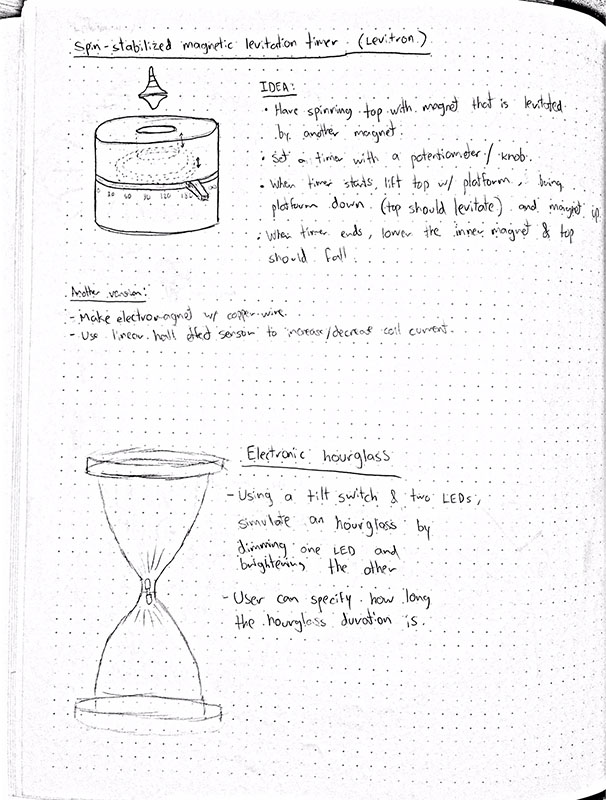 Spin-stabilized magnetic levitation timer (Levitron)
IDEA:
• Have spinning top with magnet that is levitated
by another magnet.
• Set a timer with a potentiometer / knob.
• When timer starts, lift top w/ platform, bring
platform down (top should levitate) and magnet up.
• When timer ends, lower the inner magnet & top
should fall.
0 30 60 90 120 150
Another version:
- Make electromagnet w/ copper wire.
- Use linear hall effect sensor to increase/decrease coil current.
Electronic hourglass
- Using a tilt switch & two LEDs,
simulate an hourglass by
dimming one LED and
brightening the other
- User can specify how long
the hourglass duration is.